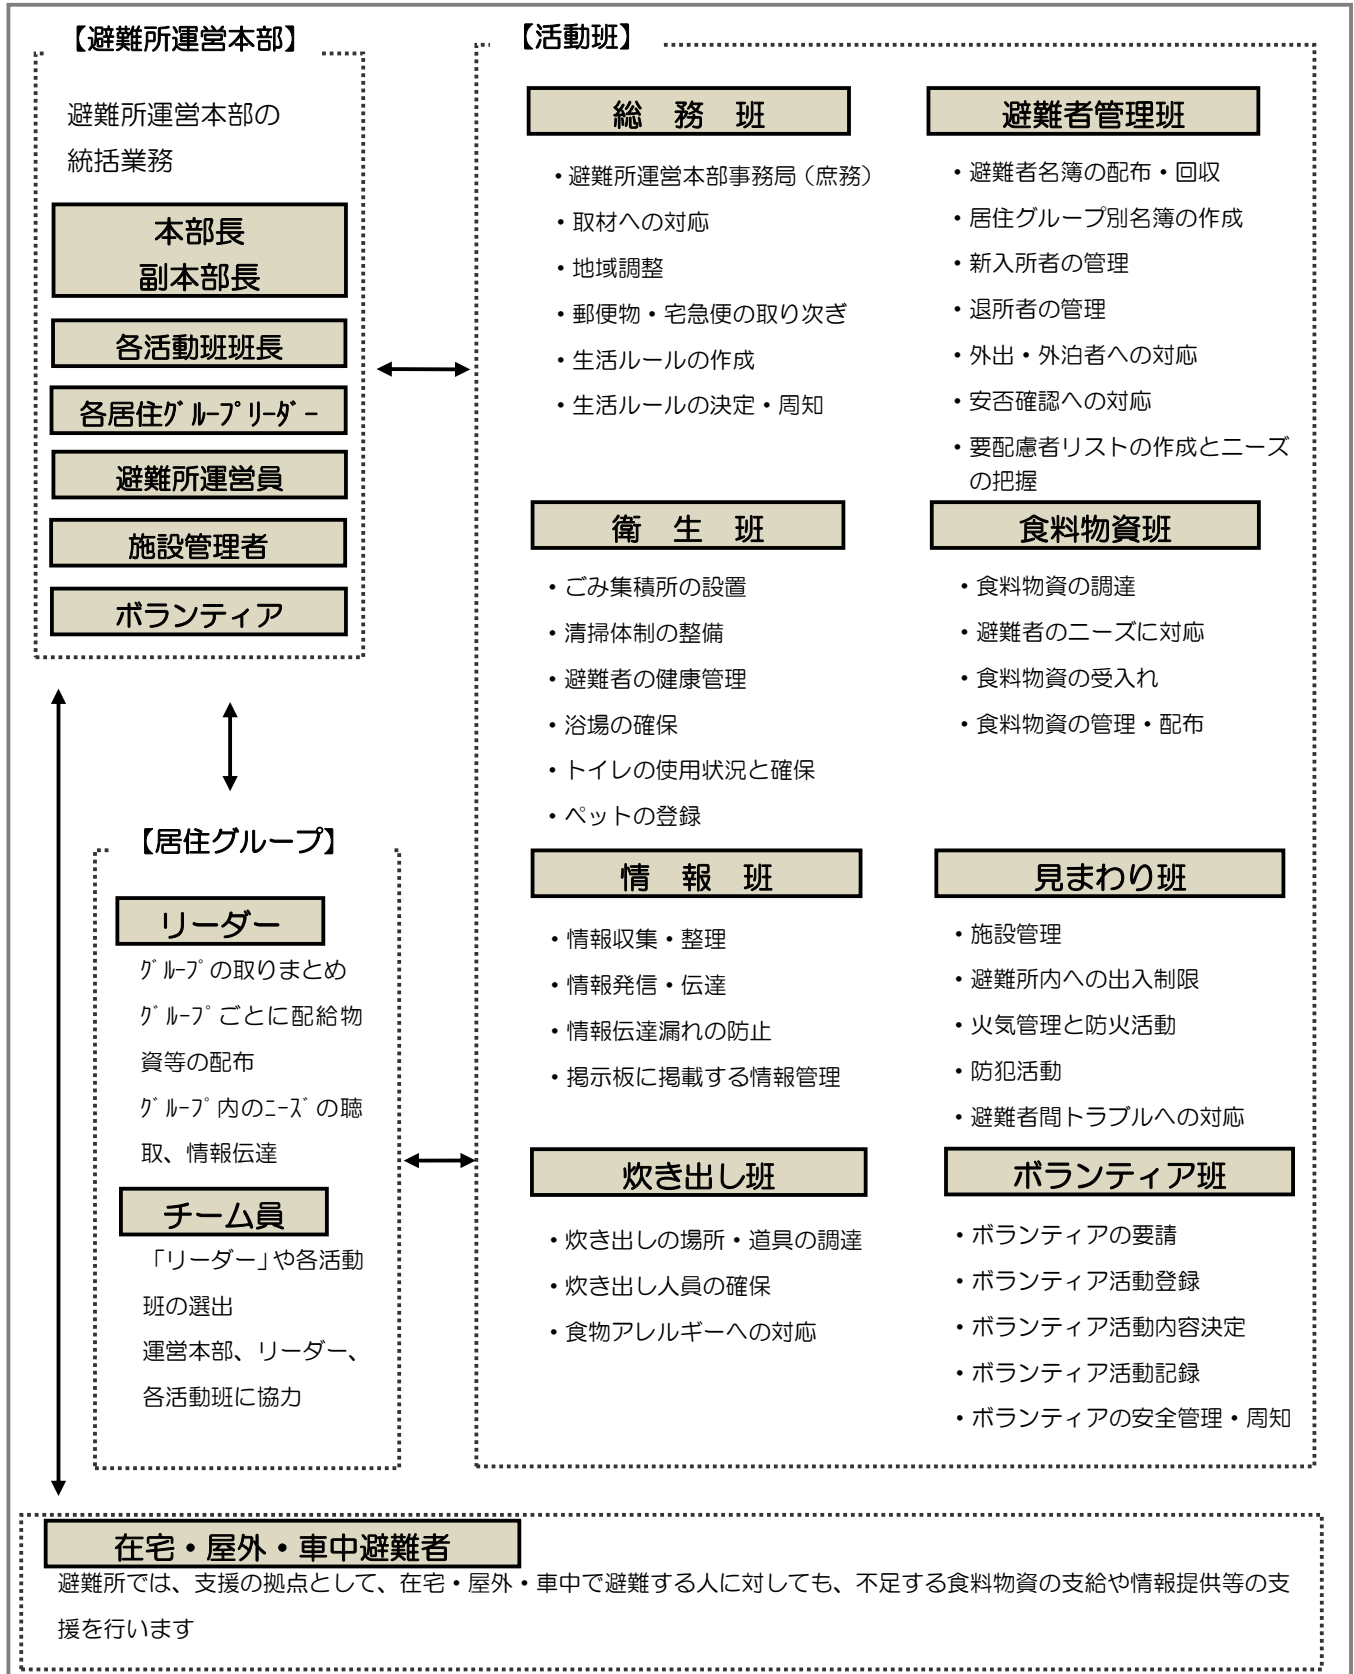 【避難所運営本部】
避難所運営本部の
統括業務
本部長
副本部長
各活動班班長
各居住ｸﾞﾙｰﾌﾟﾘｰﾀﾞｰ
避難所運営員
施設管理者
ボランティア
【居住グループ】
リーダー
ｸﾞﾙｰﾌﾟの取りまとめ
ｸﾞﾙｰﾌﾟごとに配給物
資等の配布
ｸﾞﾙｰﾌﾟ内のﾆｰｽﾞの聴
取、情報伝達
チーム員
「リーダー」や各活動
班の選出
運営本部、リーダー、
各活動班に協力
【活動班】
総　務　班
・避難所運営本部事務局（庶務）
・取材への対応
・地域調整
・郵便物・宅急便の取り次ぎ
・生活ルールの作成
・生活ルールの決定・周知
避難者管理班
・避難者名簿の配布・回収
・居住グループ別名簿の作成
・新入所者の管理
・退所者の管理
・外出・外泊者への対応
・安否確認への対応
・要配慮者リストの作成とニーズ
の把握
衛　生　班
・ごみ集積所の設置
・清掃体制の整備
・避難者の健康管理
・浴場の確保
・トイレの使用状況と確保
・ペットの登録
食料物資班
・食料物資の調達
・避難者のニーズに対応
・食料物資の受入れ
・食料物資の管理・配布
情　報　班
・情報収集・整理
・情報発信・伝達
・情報伝達漏れの防止
・掲示板に掲載する情報管理
見まわり班
・施設管理
・避難所内への出入制限
・火気管理と防火活動
・防犯活動
・避難者間トラブルへの対応
炊き出し班
・炊き出しの場所・道具の調達
・炊き出し人員の確保
・食物アレルギーへの対応
ボランティア班
・ボランティアの要請
・ボランティア活動登録
・ボランティア活動内容決定
・ボランティア活動記録
・ボランティアの安全管理・周知
在宅・屋外・車中避難者
避難所では、支援の拠点として、在宅・屋外・車中で避難する人に対しても、不足する食料物資の支給や情報提供等の支
援を行います